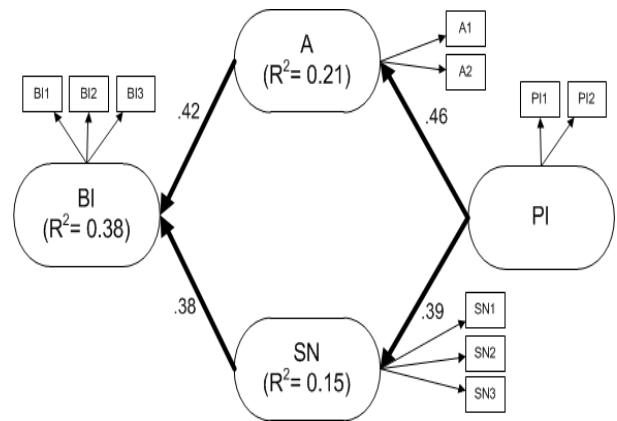 A
(R²= 0.21)
A1
A2
BI1
BI2
BI3
PI1
PI2
.42
.46
BI
(R²= 0.38)
PI
.38
.39
SN
(R²= 0.15)
SN1
SN2
SN3